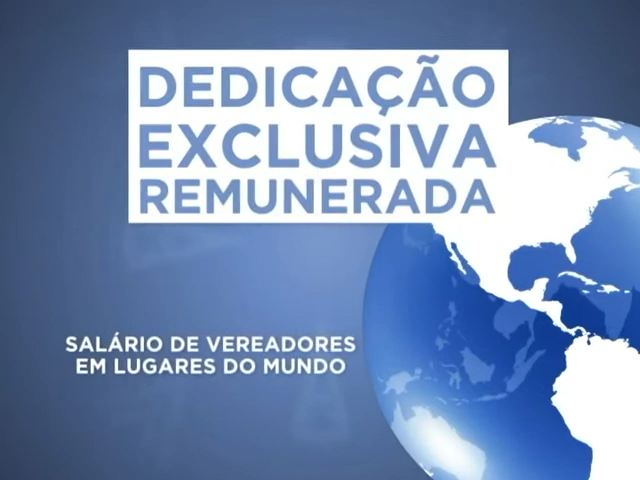 DEDICAÇÃO
EXCLUSIVA
REMUNERADA
SALÁRIO DE VEREADORES
EM LUGARES DO MUNDO